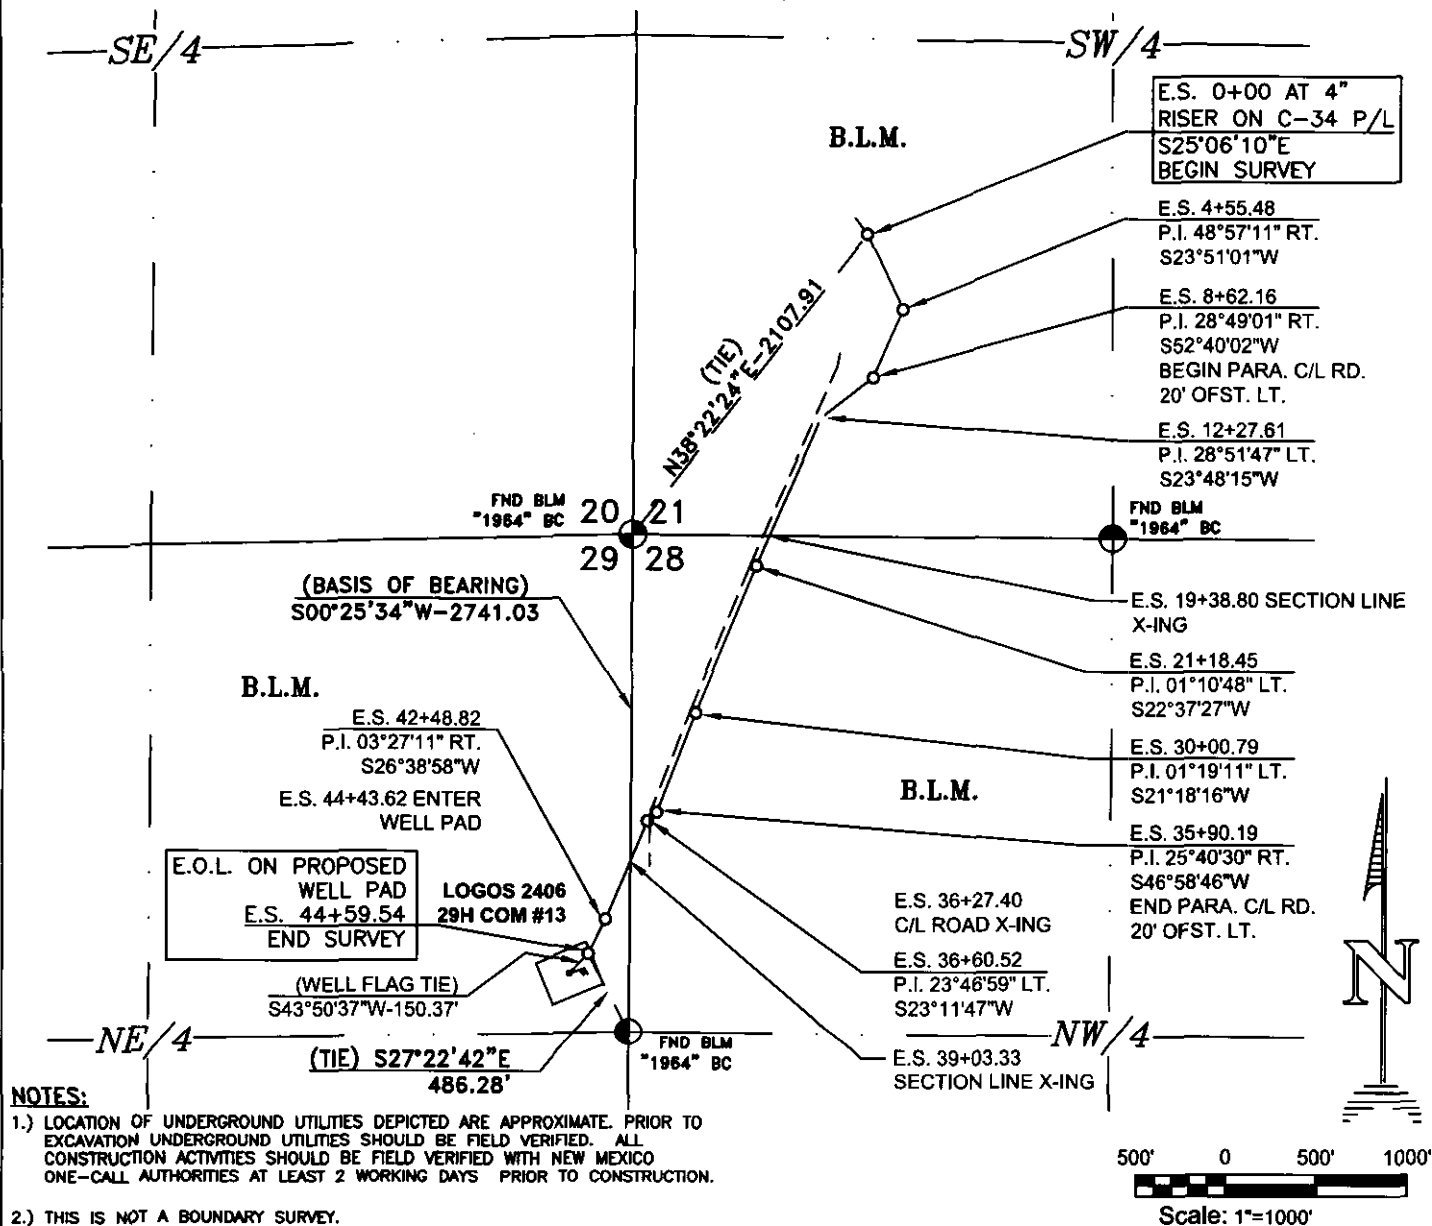 SE/4
SW/4
E.S. 0+00 AT 4"
RISER ON C-34 P/L
S25°06'10"E
BEGIN SURVEY
B.L.M.
E.S. 4+55.48
P.I. 48°57'11" RT.
S23°51'01"W
E.S. 8+62.16
P.I. 28°49'01" RT.
S52°40'02"W
BEGIN PARA. C/L RD.
20' OFST. LT.
(TIE)
N38°22'24"E-2107.91
E.S. 12+27.61
P.I. 28°51'47" LT.
S23°48'15"W
FND BLM
"1964" BC
20
21
29
28
FND BLM
"1964" BC
(BASIS OF BEARING)
S00°25'34"W-2741.03
E.S. 19+38.80 SECTION LINE
X-ING
E.S. 21+18.45
P.I. 01°10'48" LT.
S22°37'27"W
B.L.M.
E.S. 42+48.82
P.I. 03°27'11" RT.
S26°38'58"W
E.S. 30+00.79
P.I. 01°19'11" LT.
S21°18'16"W
B.L.M.
E.S. 44+43.62 ENTER
WELL PAD
E.S. 35+90.19
P.I. 25°40'30" RT.
S46°58'46"W
END PARA. C/L RD.
20' OFST. LT.
E.O.L. ON PROPOSED
WELL PAD
E.S. 44+59.54
END SURVEY
LOGOS 2406
29H COM #13
E.S. 36+27.40
C/L ROAD X-ING
E.S. 36+60.52
P.I. 23°46'59" LT.
S23°11'47"W
(WELL FLAG TIE)
S43°50'37"W-150.37'
N
NE/4
NW/4
FND BLM
"1964" BC
(TIE) S27°22'42"E
486.28'
E.S. 39+03.33
SECTION LINE X-ING
NOTES:
1.) LOCATION OF UNDERGROUND UTILITIES DEPICTED ARE APPROXIMATE. PRIOR TO
EXCAVATION UNDERGROUND UTILITIES SHOULD BE FIELD VERIFIED. ALL
CONSTRUCTION ACTIVITIES SHOULD BE FIELD VERIFIED WITH NEW MEXICO
ONE-CALL AUTHORITIES AT LEAST 2 WORKING DAYS PRIOR TO CONSTRUCTION.
2.) THIS IS NOT A BOUNDARY SURVEY.
500' 0 500' 1000'
Scale: 1"=1000'